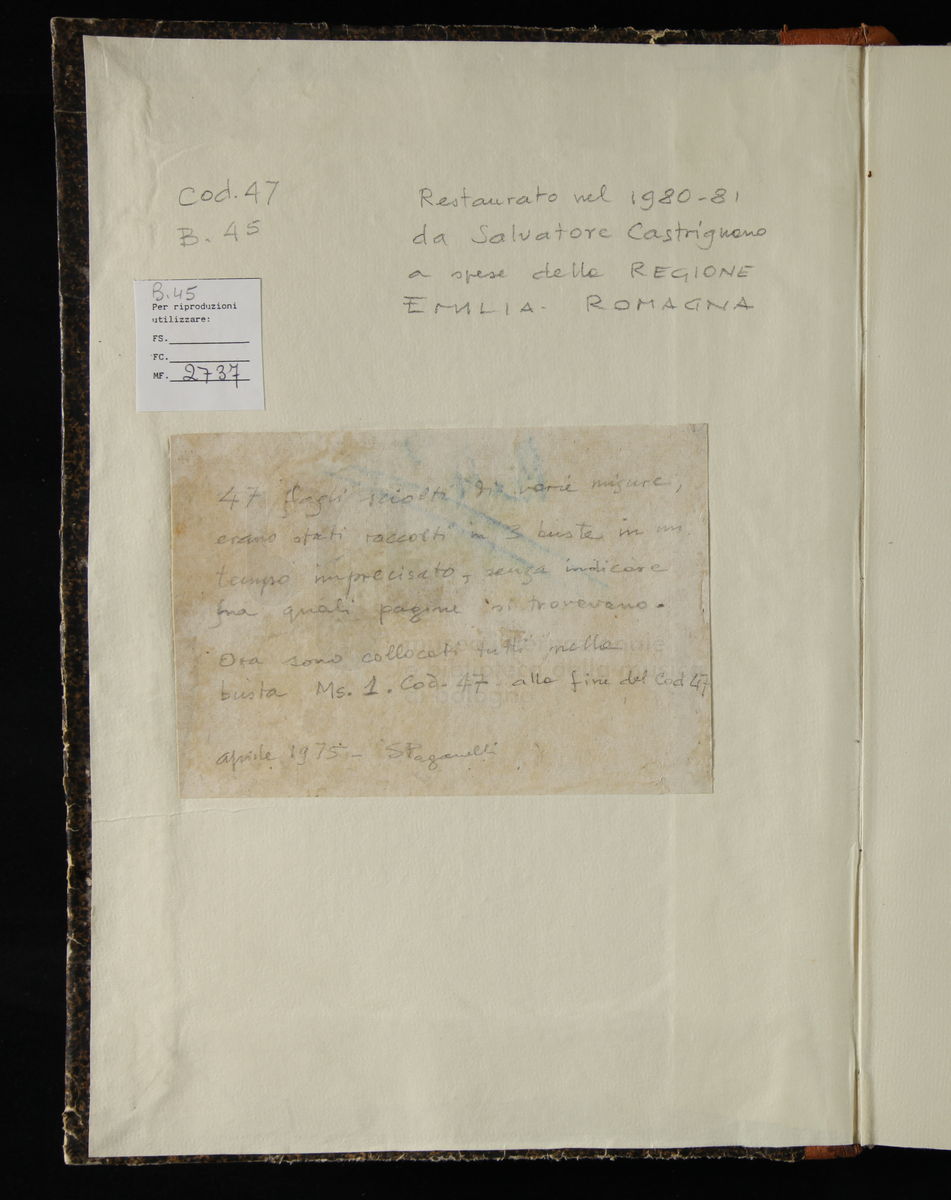 Cod. 47
B. 45
Restaurato nel 1980-81
da Salvatore Castrignano
a spese della REGIONE
EMILIA-ROMAGNA
B.45
Per riproduzioni
utilizzare:
FS.
FC.
MF. 2737
47 fogli sciolti, di varie misure,
erano stati raccolti in 3 buste in un
tempo imprecisato, senza indicare
fra quali pagine si trovavano.
Ora sono collocati tutti nella
busta Ms. 1. Cod. 47 alla fine del Cod 47
aprile 1975 - S Paganelli